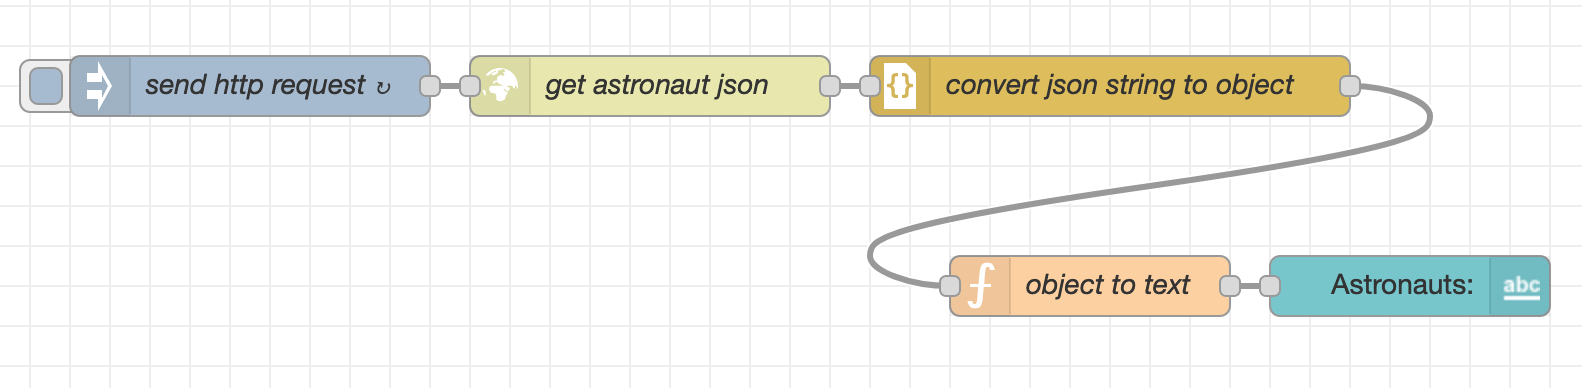 send http request ↻
get astronaut json
{} convert json string to object
f object to text
Astronauts: abc